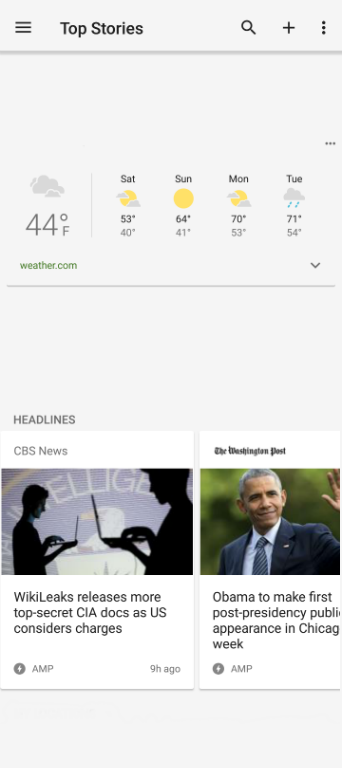 Top Stories
Sat Sun Mon Tue
44°F
53° 64° 70° 71°
40° 41° 53° 54°
weather.com
HEADLINES
CBS News
WikiLeaks releases more
top-secret CIA docs as US
considers charges
AMP 9h ago
The Washington Post
Obama to make first
post-presidency publi
appearance in Chicag
week
AMP